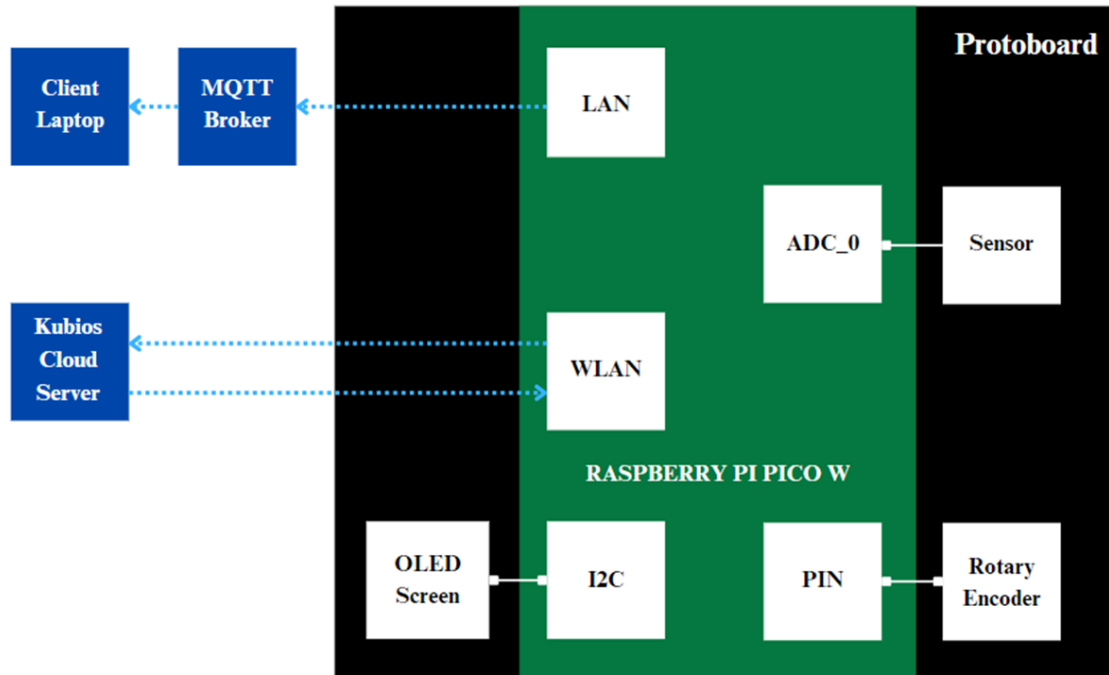 Protoboard
Client
Laptop
MQTT
Broker
LAN
ADC_0
Sensor
Kubios
Cloud
Server
WLAN
RASPBERRY PI PICO W
OLED
Screen
I2C
PIN
Rotary
Encoder